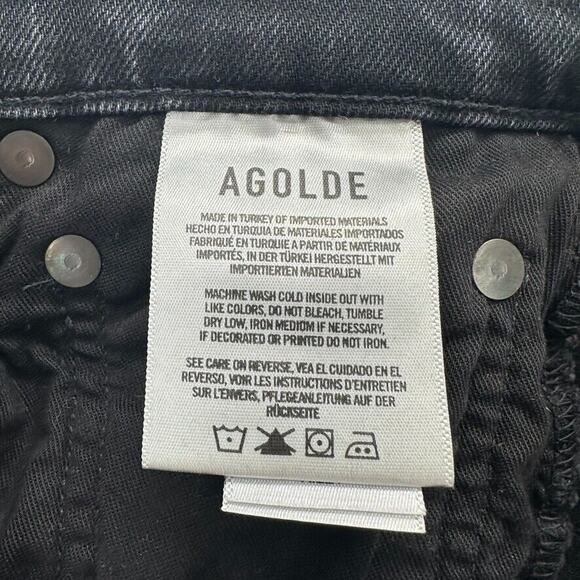 AGOLDE
MADE IN TURKEY OF IMPORTED MATERIALS
HECHO EN TURQUIA DE MATERIALES IMPORTADOS
FABRIQUÉ EN TURQUIE A PARTIR DE MATÉRIAUX
IMPORTÉS, IN DER TÜRKEI HERGESTELLT MIT
IMPORTIERTEN MATERIALIEN
MACHINE WASH COLD INSIDE OUT WITH
LIKE COLORS, DO NOT BLEACH, TUMBLE
DRY LOW, IRON MEDIUM IF NECESSARY,
IF DECORATED OR PRINTED DO NOT IRON.
SEE CARE ON REVERSE, VEA EL CUIDADO EN EL
REVERSO, VOIR LES INSTRUCTIONS D'ENTRETIEN
SUR L'ENVERS, PFLEGEANLEITUNG AUF DER
RÜCKSEITE